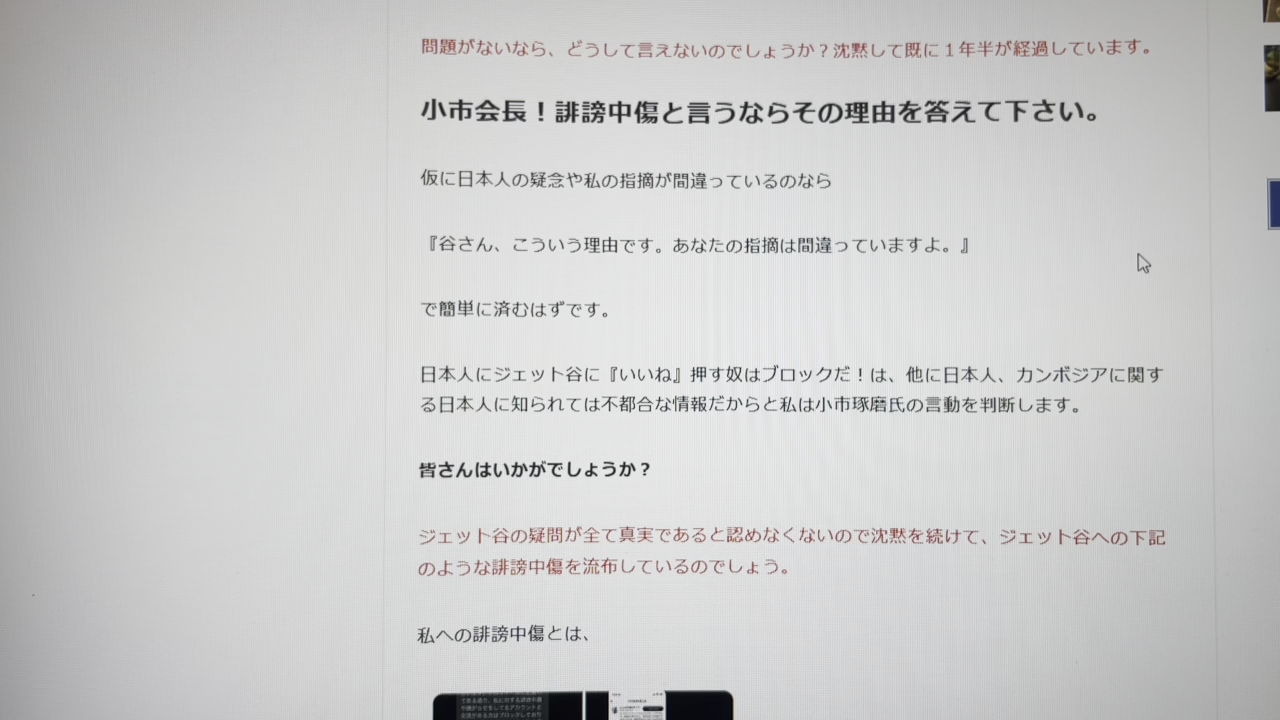 問題がないなら、どうして言えないのでしょうか？沈黙して既に１年半が経過しています。
小市会長！誹謗中傷と言うならその理由を答えて下さい。
仮に日本人の疑念や私の指摘が間違っているのなら
『谷さん、こういう理由です。あなたの指摘は間違っていますよ。』
で簡単に済むはずです。
日本人にジェット谷に『いいね』押す奴はブロックだ！は、他に日本人、カンボジアに関す
る日本人に知られては不都合な情報だからと私は小市琢磨氏の言動を判断します。
皆さんはいかがでしょうか？
ジェット谷の疑問が全て真実であると認めなくないので沈黙を続けて、ジェット谷への下記
のような誹謗中傷を流布しているのでしょう。
私への誹謗中傷とは、